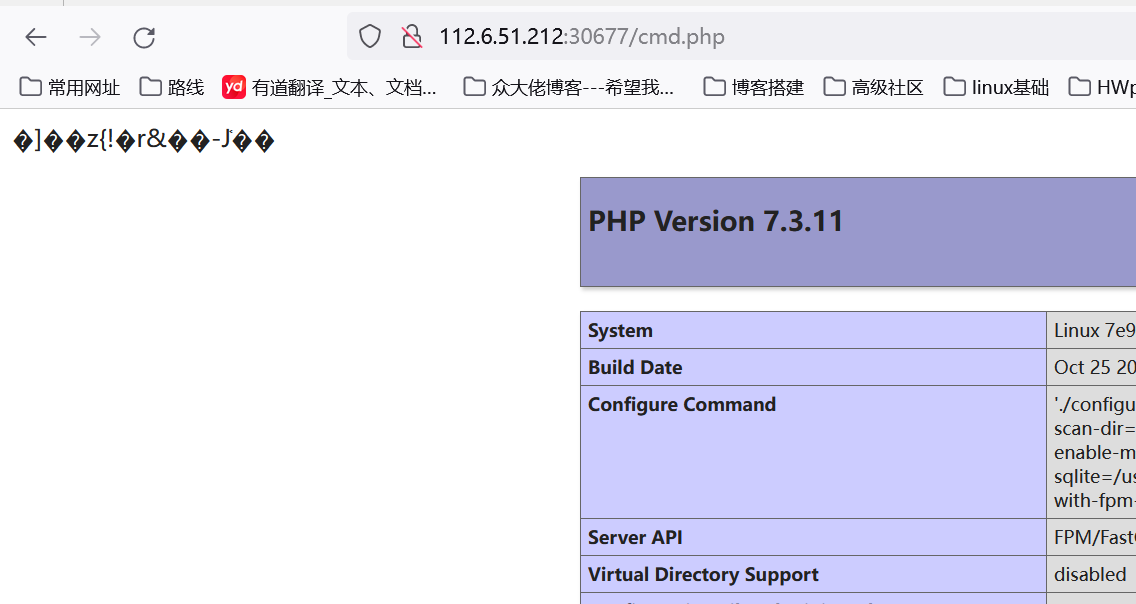 112.6.51.212:30677/cmd.php
常用网址 路线 yd 有道翻译_文本、文档... 众大佬博客---希望我... 博客搭建 高级社区 linux基础 HWp
�]��z{!�r&��-J��
PHP Version 7.3.11
System Linux 7e9
Build Date Oct 25 20
Configure Command './configu
scan-dir=
enable-m
sqlite=/us
with-fpm-
Server API FPM/Fast
Virtual Directory Support disabled